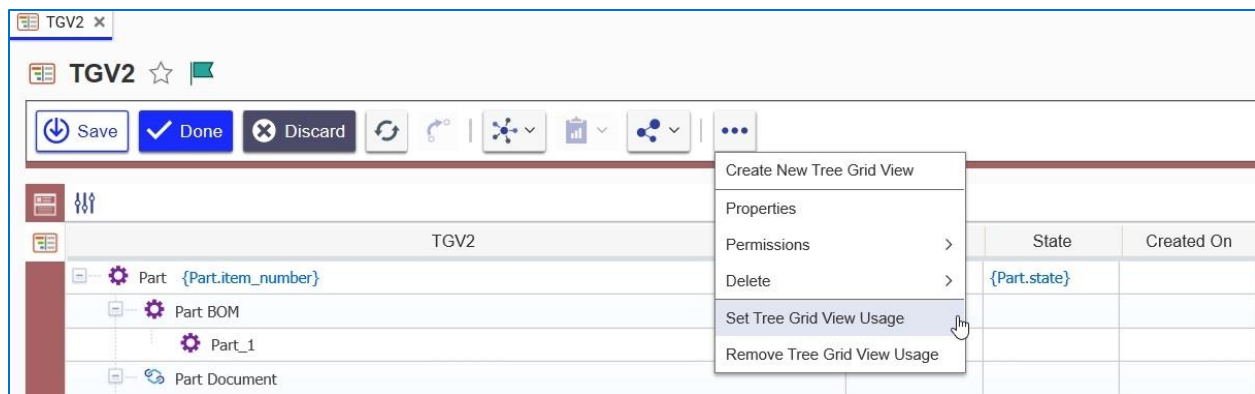 TGV2
TGV2
Save Done Discard
Create New Tree Grid View
Properties
Permissions
Delete
Set Tree Grid View Usage
Remove Tree Grid View Usage
TGV2 State Created On
Part {Part.item_number} {Part.state}
Part BOM
Part_1
Part Document